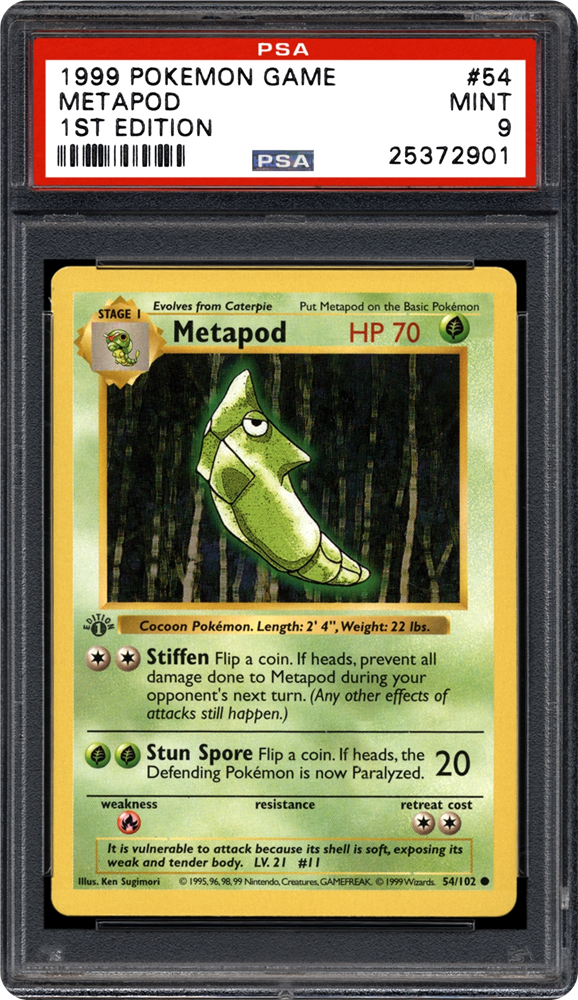 PSA
1999 POKEMON GAME #54
METAPOD MINT
1ST EDITION 9
PSA 25372901
STAGE 1
Evolves from Caterpie Put Metapod on the Basic Pokémon
Metapod HP 70
EDITION 1
Cocoon Pokémon. Length: 2' 4", Weight: 22 lbs.
Stiffen Flip a coin. If heads, prevent all
damage done to Metapod during your
opponent's next turn. (Any other effects of
attacks still happen.)
Stun Spore Flip a coin. If heads, the
Defending Pokémon is now Paralyzed. 20
weakness resistance retreat cost
It is vulnerable to attack because its shell is soft, exposing its
weak and tender body. LV. 21 #11
Illus. Ken Sugimori © 1995, 96, 98, 99 Nintendo, Creatures, GAMEFREAK. © 1999 Wizards. 54/102 ●